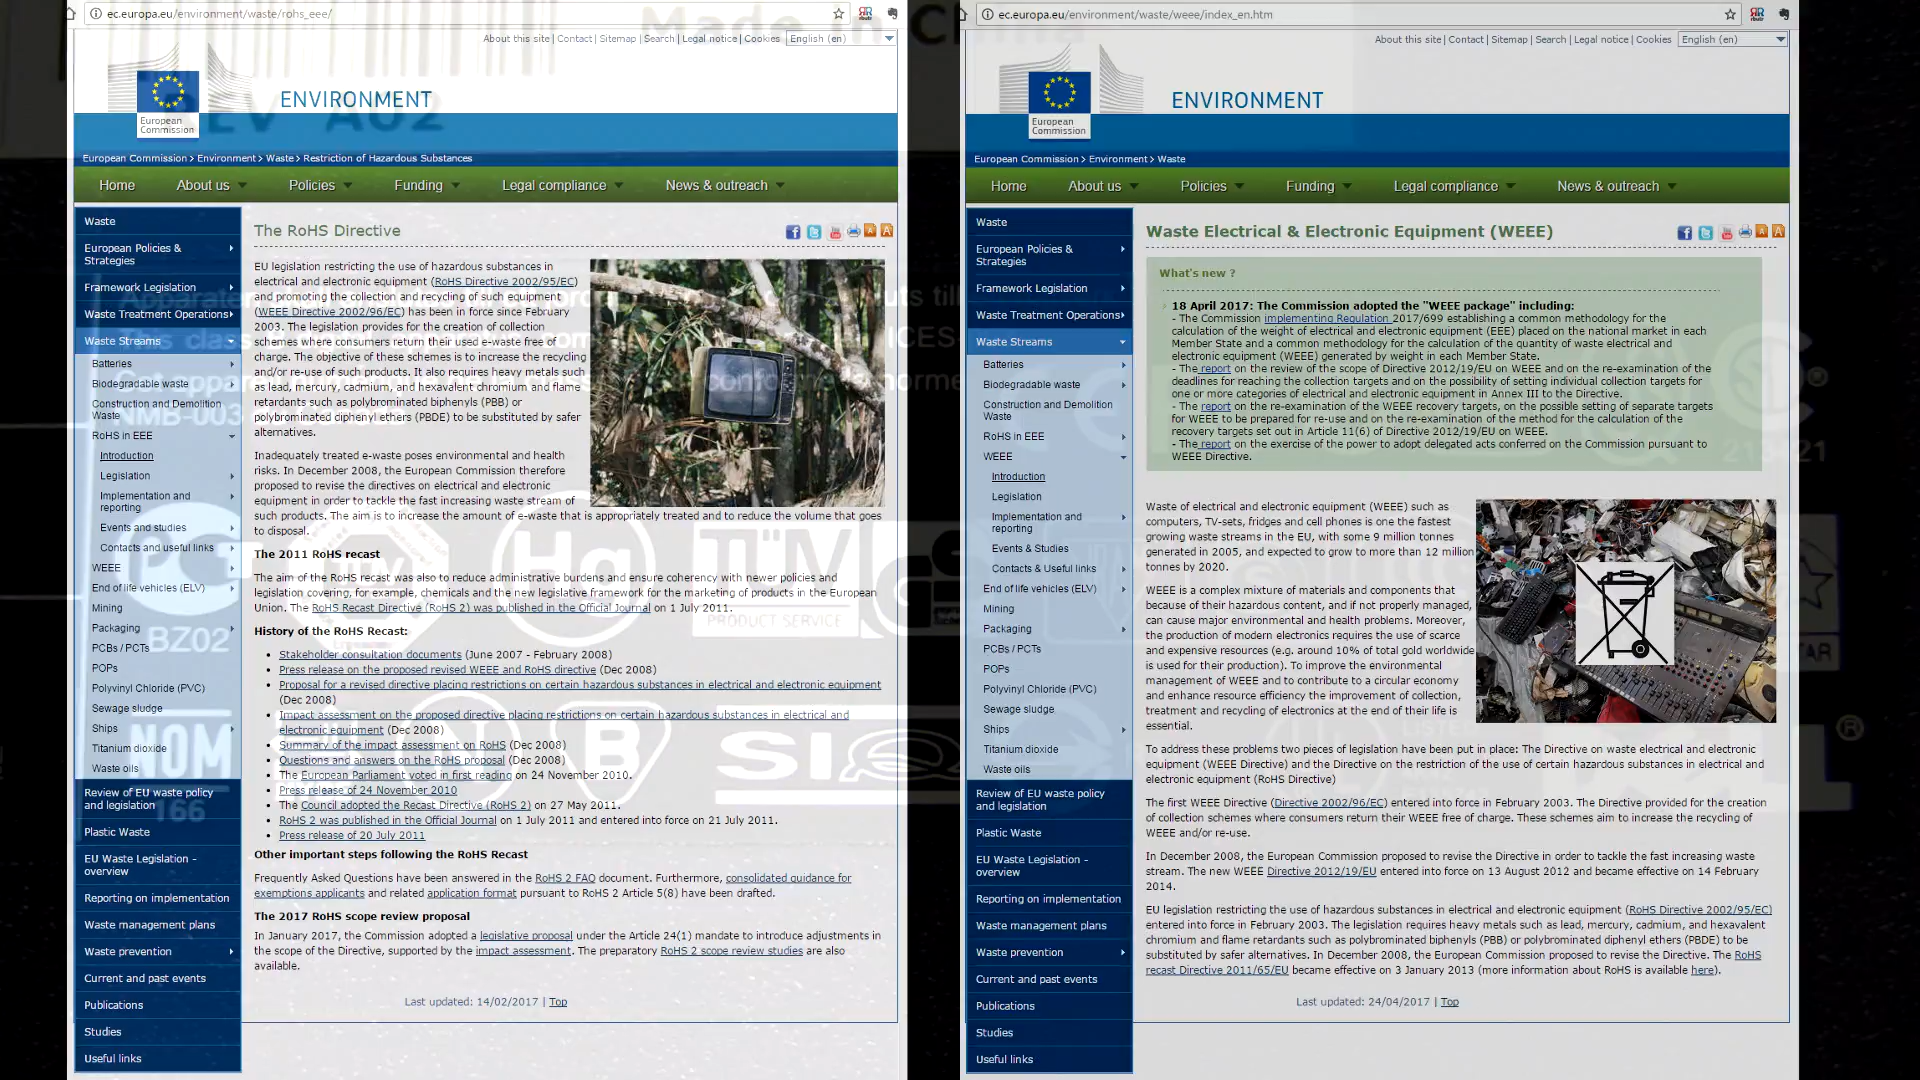 ec.europa.eu/environment/waste/rohs_eee/
About this site | Contact | Sitemap | Search | Legal notice | Cookies
English (en)
European
Commission
ENVIRONMENT
European Commission > Environment > Waste > Restriction of Hazardous Substances
Home About us Policies Funding Legal compliance News & outreach
Waste
European Policies &
Strategies
Framework Legislation
Waste Treatment Operations
Waste Streams
Batteries
Biodegradable waste
Construction and Demolition
Waste
RoHS in EEE
Introduction
Legislation
Implementation and
reporting
Events and studies
Contacts and useful links
WEEE
End of life vehicles (ELV)
Mining
Packaging
PCBs / PCTs
POPs
Polyvinyl Chloride (PVC)
Sewage sludge
Ships
Titanium dioxide
Waste oils
Review of EU waste policy
and legislation
Plastic Waste
EU Waste Legislation -
overview
Reporting on implementation
Waste management plans
Waste prevention
Current and past events
Publications
Studies
Useful links
The RoHS Directive
EU legislation restricting the use of hazardous substances in
electrical and electronic equipment (RoHS Directive 2002/95/EC)
and promoting the collection and recycling of such equipment
(WEEE Directive 2002/96/EC) has been in force since February
2003. The legislation provides for the creation of collection
schemes where consumers return their used e-waste free of
charge. The objective of these schemes is to increase the recycling
and/or re-use of such products. It also requires heavy metals such
as lead, mercury, cadmium, and hexavalent chromium and flame
retardants such as polybrominated biphenyls (PBB) or
polybrominated diphenyl ethers (PBDE) to be substituted by safer
alternatives.
Inadequately treated e-waste poses environmental and health
risks. In December 2008, the European Commission therefore
proposed to revise the directives on electrical and electronic
equipment in order to tackle the fast increasing waste stream of
such products. The aim is to increase the amount of e-waste that is appropriately treated and to reduce the volume that goes
to disposal.
The 2011 RoHS recast
The aim of the RoHS recast was also to reduce administrative burdens and ensure coherency with newer policies and
legislation covering, for example, chemicals and the new legislative framework for the marketing of products in the European
Union. The RoHS Recast Directive (RoHS 2) was published in the Official Journal on 1 July 2011.
History of the RoHS Recast:
Stakeholder consultation documents (June 2007 - February 2008)
Press release on the proposed revised WEEE and RoHS directive (Dec 2008)
Proposal for a revised directive placing restrictions on certain hazardous substances in electrical and electronic equipment
(Dec 2008)
Impact assessment on the proposed directive placing restrictions on certain hazardous substances in electrical and
electronic equipment (Dec 2008)
Summary of the impact assessment on RoHS (Dec 2008)
Questions and answers on the RoHS proposal (Dec 2008)
The European Parliament voted in first reading on 24 November 2010.
Press release of 24 November 2010
The Council adopted the Recast Directive (RoHS 2) on 27 May 2011.
RoHS 2 was published in the Official Journal on 1 July 2011 and entered into force on 21 July 2011.
Press release of 20 July 2011
Other important steps following the RoHS Recast
Frequently Asked Questions have been answered in the RoHS 2 FAQ document. Furthermore, consolidated guidance for
exemptions applicants and related application format pursuant to RoHS 2 Article 5(8) have been drafted.
The 2017 RoHS scope review proposal
In January 2017, the Commission adopted a legislative proposal under the Article 24(1) mandate to introduce adjustments in
the scope of the Directive, supported by the impact assessment. The preparatory RoHS 2 scope review studies are also
available.
Last updated: 14/02/2017 | Top
ec.europa.eu/environment/waste/weee/index_en.htm
About this site | Contact | Sitemap | Search | Legal notice | Cookies
English (en)
European
Commission
ENVIRONMENT
European Commission > Environment > Waste
Home About us Policies Funding Legal compliance News & outreach
Waste
European Policies &
Strategies
Framework Legislation
Waste Treatment Operations
Waste Streams
Batteries
Biodegradable waste
Construction and Demolition
Waste
RoHS in EEE
WEEE
Introduction
Legislation
Implementation and
reporting
Events & Studies
Contacts & Useful links
End of life vehicles (ELV)
Mining
Packaging
PCBs / PCTs
POPs
Polyvinyl Chloride (PVC)
Sewage sludge
Ships
Titanium dioxide
Waste oils
Review of EU waste policy
and legislation
Plastic Waste
EU Waste Legislation -
overview
Reporting on implementation
Waste management plans
Waste prevention
Current and past events
Publications
Studies
Useful links
Waste Electrical & Electronic Equipment (WEEE)
What's new ?
18 April 2017: The Commission adopted the "WEEE package" including:
- The Commission implementing Regulation 2017/699 establishing a common methodology for the
calculation of the weight of electrical and electronic equipment (EEE) placed on the national market in each
Member State and a common methodology for the calculation of the quantity of waste electrical and
electronic equipment (WEEE) generated by weight in each Member State.
- The report on the review of the scope of Directive 2012/19/EU on WEEE and on the re-examination of the
deadlines for reaching the collection targets and on the possibility of setting individual collection targets for
one or more categories of electrical and electronic equipment in Annex III to the Directive.
- The report on the re-examination of the WEEE recovery targets, on the possible setting of separate targets
for WEEE to be prepared for re-use and on the re-examination of the method for the calculation of the
recovery targets set out in Article 11(6) of Directive 2012/19/EU on WEEE.
- The report on the exercise of the power to adopt delegated acts conferred on the Commission pursuant to
WEEE Directive.
Waste of electrical and electronic equipment (WEEE) such as
computers, TV-sets, fridges and cell phones is one the fastest
growing waste streams in the EU, with some 9 million tonnes
generated in 2005, and expected to grow to more than 12 million
tonnes by 2020.
WEEE is a complex mixture of materials and components that
because of their hazardous content, and if not properly managed,
can cause major environmental and health problems. Moreover,
the production of modern electronics requires the use of scarce
and expensive resources (e.g. around 10% of total gold worldwide
is used for their production). To improve the environmental
management of WEEE and to contribute to a circular economy
and enhance resource efficiency the improvement of collection,
treatment and recycling of electronics at the end of their life is
essential.
To address these problems two pieces of legislation have been put in place: The Directive on waste electrical and electronic
equipment (WEEE Directive) and the Directive on the restriction of the use of certain hazardous substances in electrical and
electronic equipment (RoHS Directive)
The first WEEE Directive (Directive 2002/96/EC) entered into force in February 2003. The Directive provided for the creation
of collection schemes where consumers return their WEEE free of charge. These schemes aim to increase the recycling of
WEEE and/or re-use.
In December 2008, the European Commission proposed to revise the Directive in order to tackle the fast increasing waste
stream. The new WEEE Directive 2012/19/EU entered into force on 13 August 2012 and became effective on 14 February
2014.
EU legislation restricting the use of hazardous substances in electrical and electronic equipment (RoHS Directive 2002/95/EC)
entered into force in February 2003. The legislation requires heavy metals such as lead, mercury, cadmium, and hexavalent
chromium and flame retardants such as polybrominated biphenyls (PBB) or polybrominated diphenyl ethers (PBDE) to be
substituted by safer alternatives. In December 2008, the European Commission proposed to revise the Directive. The RoHS
recast Directive 2011/65/EU became effective on 3 January 2013 (more information about RoHS is available here).
Last updated: 24/04/2017 | Top
Made in China
REV A02
NMB-003
BZ02
Hg
TÜV
PRODUCT SERVICE
NOM
166
B